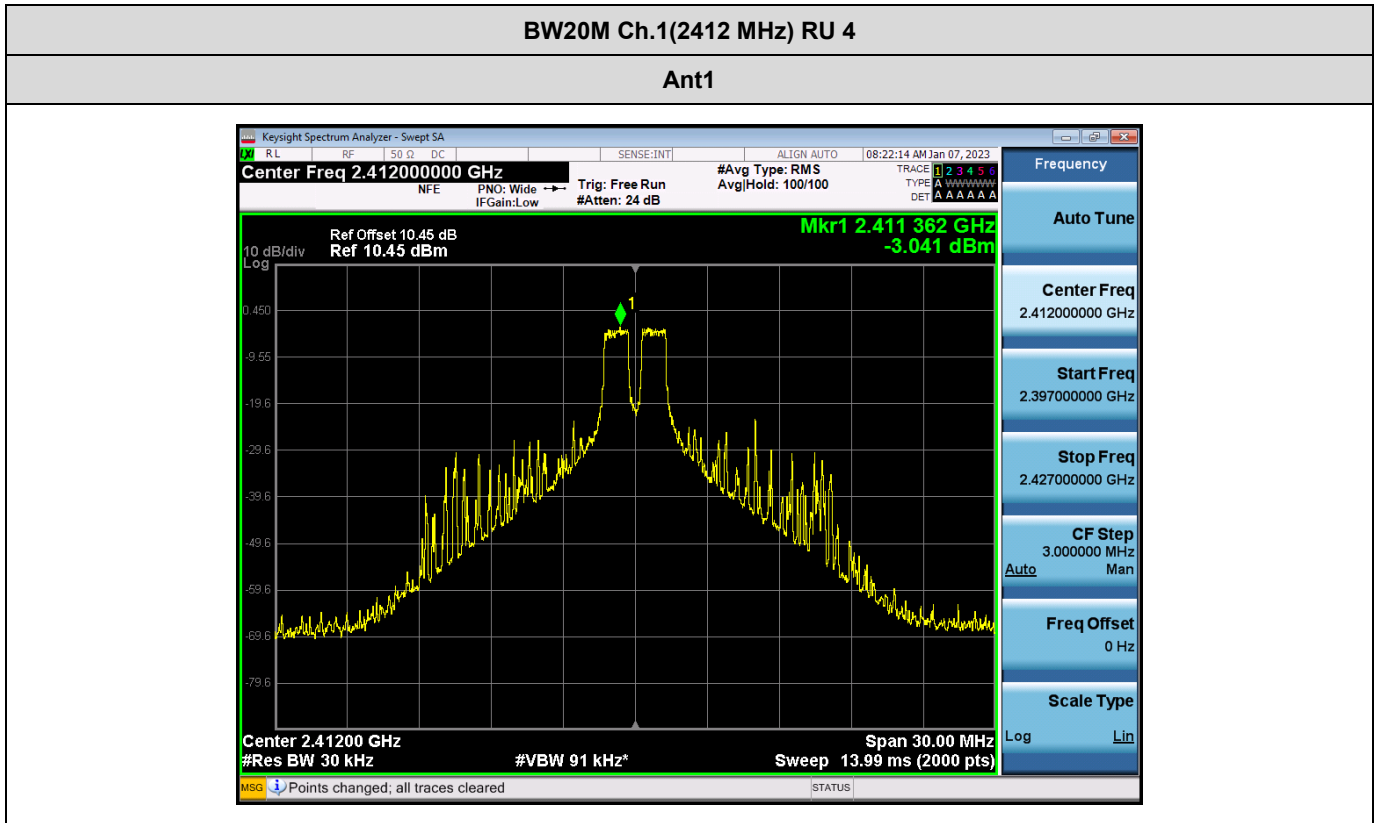 BW20M Ch.1(2412 MHz) RU 4
Ant1
Keysight Spectrum Analyzer - Swept SA
LXI RL RF 50 Ω DC SENSE:INT ALIGN AUTO 08:22:14 AM Jan 07, 2023
Center Freq 2.412000000 GHz
NFE PNO: Wide Trig: Free Run #Avg Type: RMS TRACE 1 2 3 4 5 6
IFGain:Low #Atten: 24 dB Avg|Hold: 100/100 TYPE A WWWWW
DET A A A A A A
Mkr1 2.411 362 GHz
-3.041 dBm
Ref Offset 10.45 dB
10 dB/div Ref 10.45 dBm
Log
1
0.450
-9.55
-19.6
-29.6
-39.6
-49.6
-59.6
-69.6
-79.6
Center 2.41200 GHz Span 30.00 MHz
#Res BW 30 kHz #VBW 91 kHz* Sweep 13.99 ms (2000 pts)
MSG Points changed; all traces cleared STATUS
Frequency
Auto Tune
Center Freq
2.412000000 GHz
Start Freq
2.397000000 GHz
Stop Freq
2.427000000 GHz
CF Step
3.000000 MHz
Auto Man
Freq Offset
0 Hz
Scale Type
Log Lin